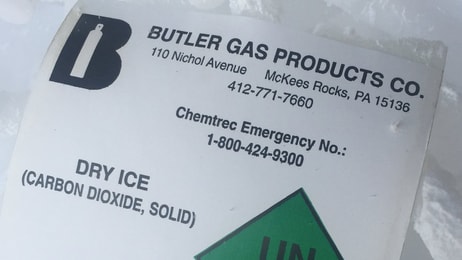 B
BUTLER GAS PRODUCTS CO.
110 Nichol Avenue McKees Rocks, PA 15136
412-771-7660
Chemtrec Emergency No.:
1-800-424-9300
DRY ICE
(CARBON DIOXIDE, SOLID)
UN